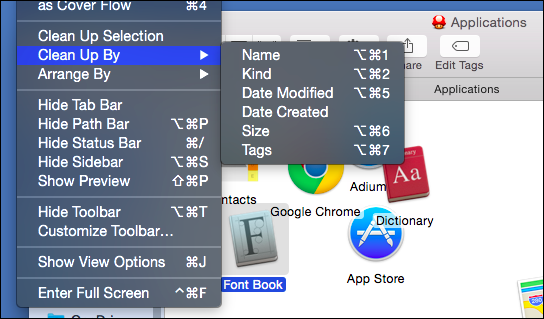 as Cover Flow ⌘4
Clean Up Selection
Clean Up By ▶
Arrange By ▶
Hide Tab Bar
Hide Path Bar ⌥⌘P
Hide Status Bar ⌘/
Hide Sidebar ⌥⌘S
Show Preview ⇧⌘P
Hide Toolbar ⌥⌘T
Customize Toolbar...
Show View Options ⌘J
Enter Full Screen ^⌘F
Name ⌥⌘1
Kind ⌥⌘2
Date Modified ⌥⌘5
Date Created
Size ⌥⌘6
Tags ⌥⌘7
Applications
Edit Tags
Applications
Adium
Google Chrome
Aa
Dictionary
F
Font Book
App Store
280